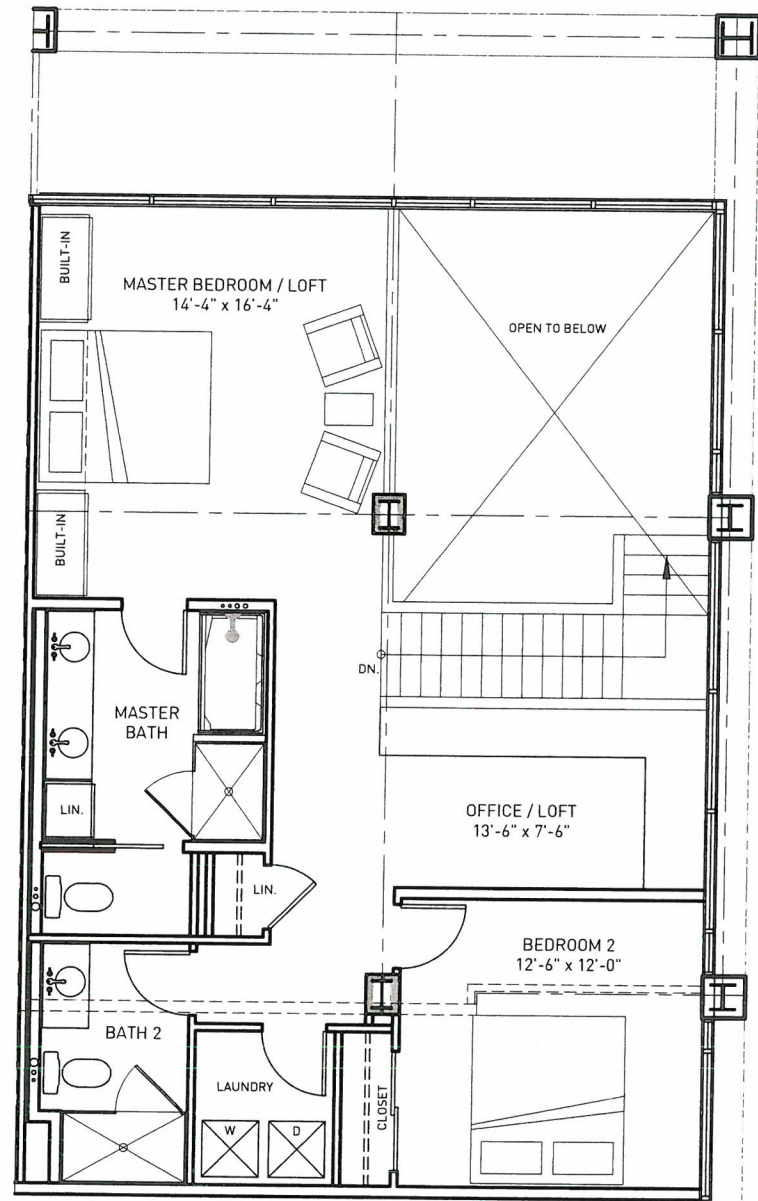 BUILT-IN
MASTER BEDROOM / LOFT
14'-4" x 16'-4"
OPEN TO BELOW
BUILT-IN
DN.
MASTER
BATH
LIN.
OFFICE / LOFT
13'-6" x 7'-6"
LIN.
BEDROOM 2
12'-6" x 12'-0"
BATH 2
LAUNDRY
CLOSET
W
D